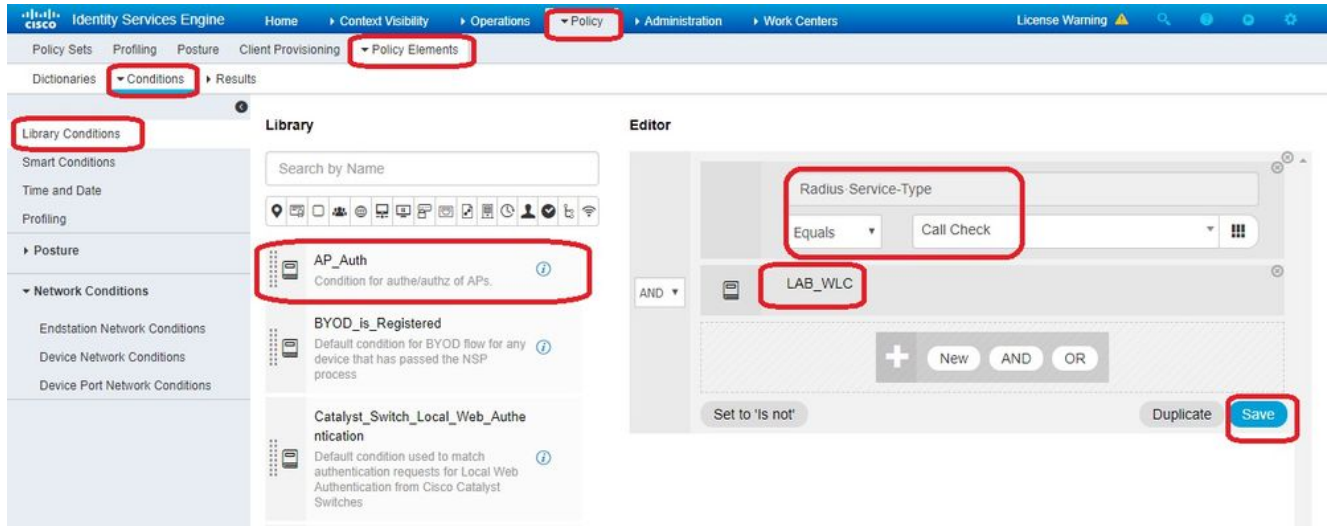 cisco Identity Services Engine Home Context Visibility Operations Policy Administration Work Centers License Warning
Policy Sets Profiling Posture Client Provisioning Policy Elements
Dictionaries Conditions Results
Library Conditions
Smart Conditions
Time and Date
Profiling
Posture
Network Conditions
Endstation Network Conditions
Device Network Conditions
Device Port Network Conditions
Library
Search by Name
AP_Auth
Condition for authe/authz of APs.
BYOD_is_Registered
Default condition for BYOD flow for any
device that has passed the NSP
process
Catalyst_Switch_Local_Web_Authe
ntication
Default condition used to match
authentication requests for Local Web
Authentication from Cisco Catalyst
Switches
Editor
Radius·Service-Type
Equals Call Check
AND
LAB_WLC
New AND OR
Set to 'Is not' Duplicate Save